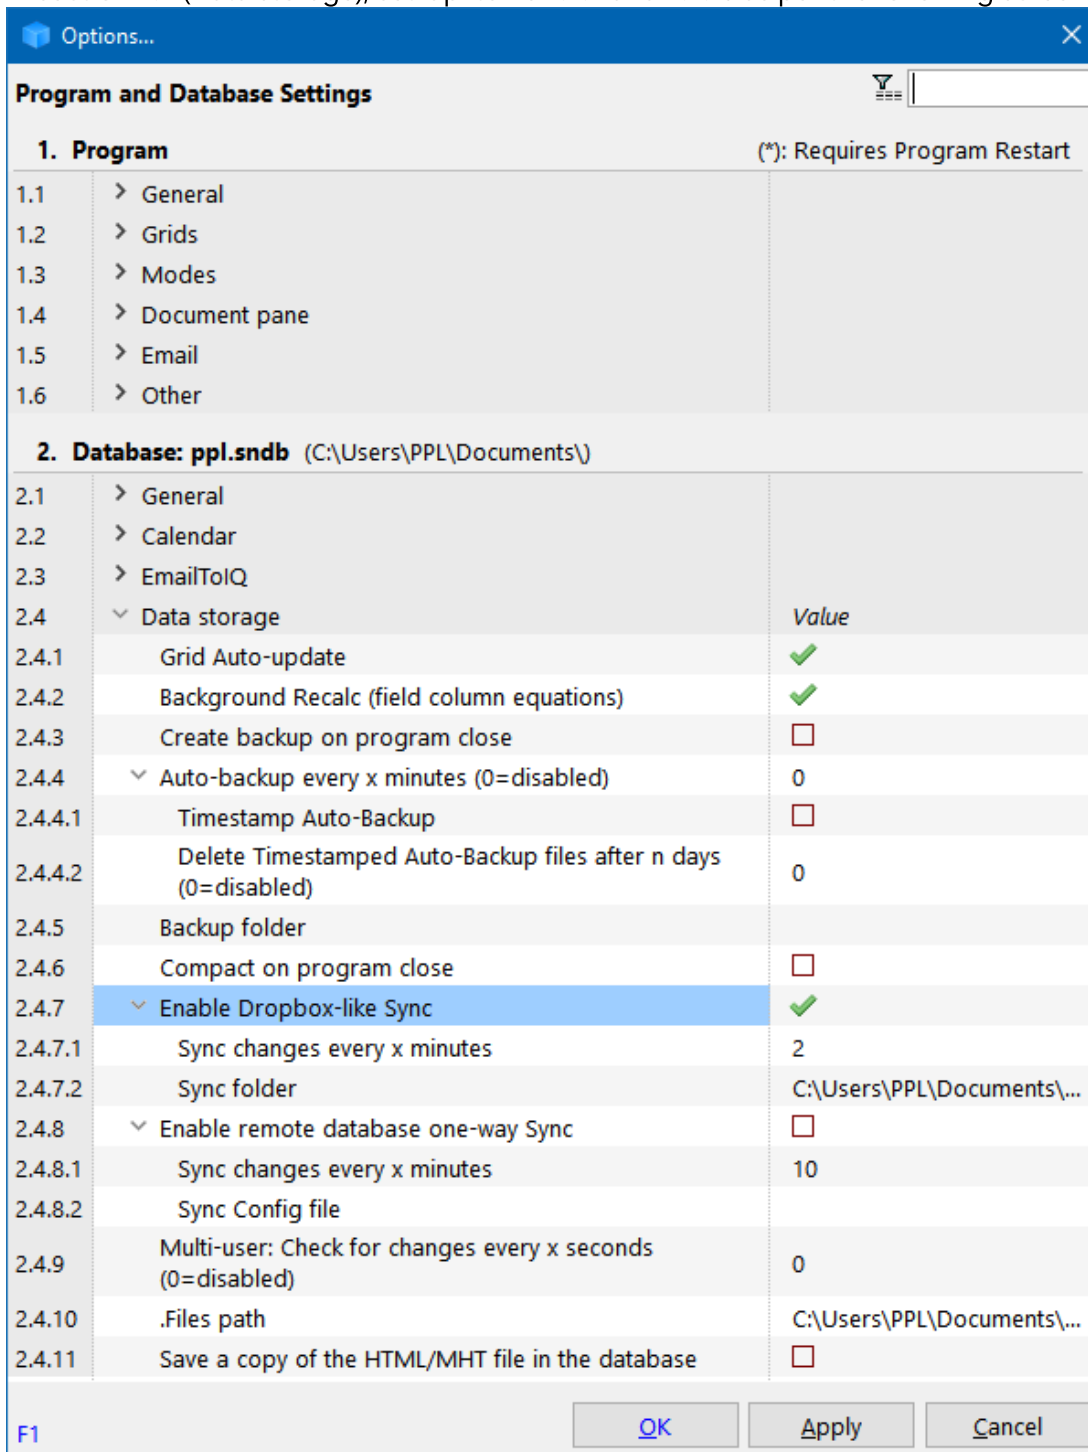 Options...
Program and Database Settings
1. Program (*): Requires Program Restart
1.1 General
1.2 Grids
1.3 Modes
1.4 Document pane
1.5 Email
1.6 Other
2. Database: ppl.sndb (C:\Users\PPL\Documents\)
2.1 General
2.2 Calendar
2.3 EmailToIQ
2.4 Data storage Value
2.4.1 Grid Auto-update
2.4.2 Background Recalc (field column equations)
2.4.3 Create backup on program close
2.4.4 Auto-backup every x minutes (0=disabled) 0
2.4.4.1 Timestamp Auto-Backup
2.4.4.2 Delete Timestamped Auto-Backup files after n days
(0=disabled) 0
2.4.5 Backup folder
2.4.6 Compact on program close
2.4.7 Enable Dropbox-like Sync
2.4.7.1 Sync changes every x minutes 2
2.4.7.2 Sync folder C:\Users\PPL\Documents\...
2.4.8 Enable remote database one-way Sync
2.4.8.1 Sync changes every x minutes 10
2.4.8.2 Sync Config file
2.4.9 Multi-user: Check for changes every x seconds
(0=disabled) 0
2.4.10 .Files path C:\Users\PPL\Documents\...
2.4.11 Save a copy of the HTML/MHT file in the database
F1 OK Apply Cancel